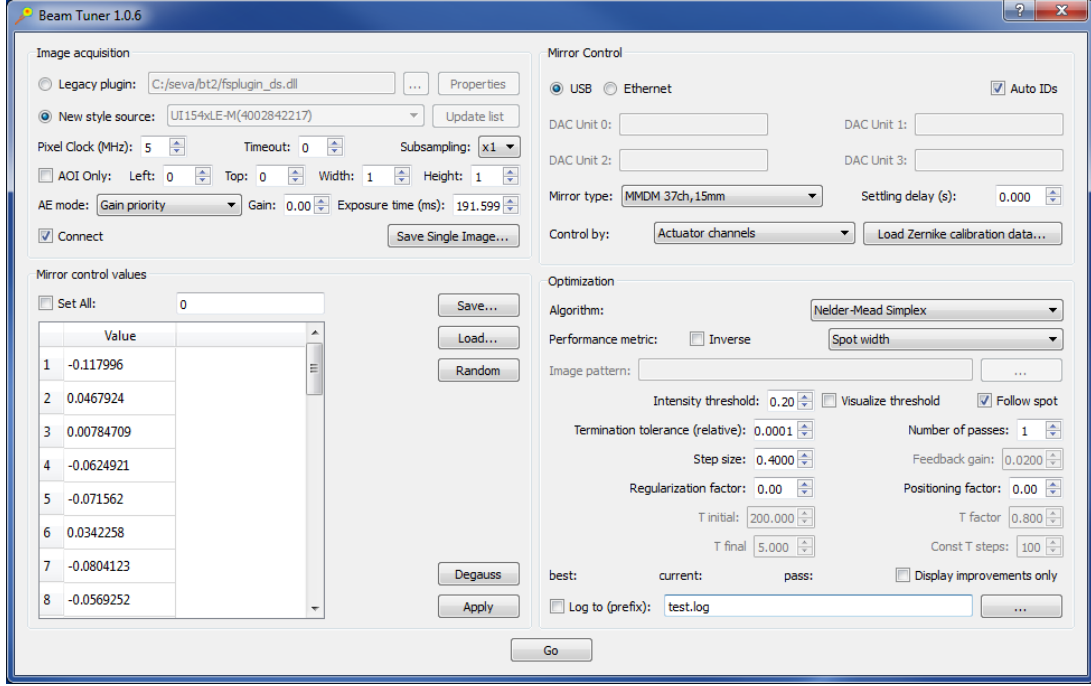 Beam Tuner 1.0.6
Image acquisition
Legacy plugin: C:/seva/bt2/fsplugin_ds.dll ... Properties
New style source: UI154xLE-M(4002842217) Update list
Pixel Clock (MHz): 5 Timeout: 0 Subsampling: x1
AOI Only: Left: 0 Top: 0 Width: 1 Height: 1
AE mode: Gain priority Gain: 0.00 Exposure time (ms): 191.599
Connect Save Single Image...
Mirror control values
Set All: 0 Save...
Value Load...
1 -0.117996 Random
2 0.0467924
3 0.00784709
4 -0.0624921
5 -0.071562
6 0.0342258
7 -0.0804123 Degauss
8 -0.0569252 Apply
Mirror Control
USB Ethernet Auto IDs
DAC Unit 0: DAC Unit 1:
DAC Unit 2: DAC Unit 3:
Mirror type: MMDM 37ch,15mm Settling delay (s): 0.000
Control by: Actuator channels Load Zernike calibration data...
Optimization
Algorithm: Nelder-Mead Simplex
Performance metric: Inverse Spot width
Image pattern: ...
Intensity threshold: 0.20 Visualize threshold Follow spot
Termination tolerance (relative): 0.0001 Number of passes: 1
Step size: 0.4000 Feedback gain: 0.0200
Regularization factor: 0.00 Positioning factor: 0.00
T initial: 200.000 T factor 0.800
T final 5.000 Const T steps: 100
best: current: pass: Display improvements only
Log to (prefix): test.log ...
Go